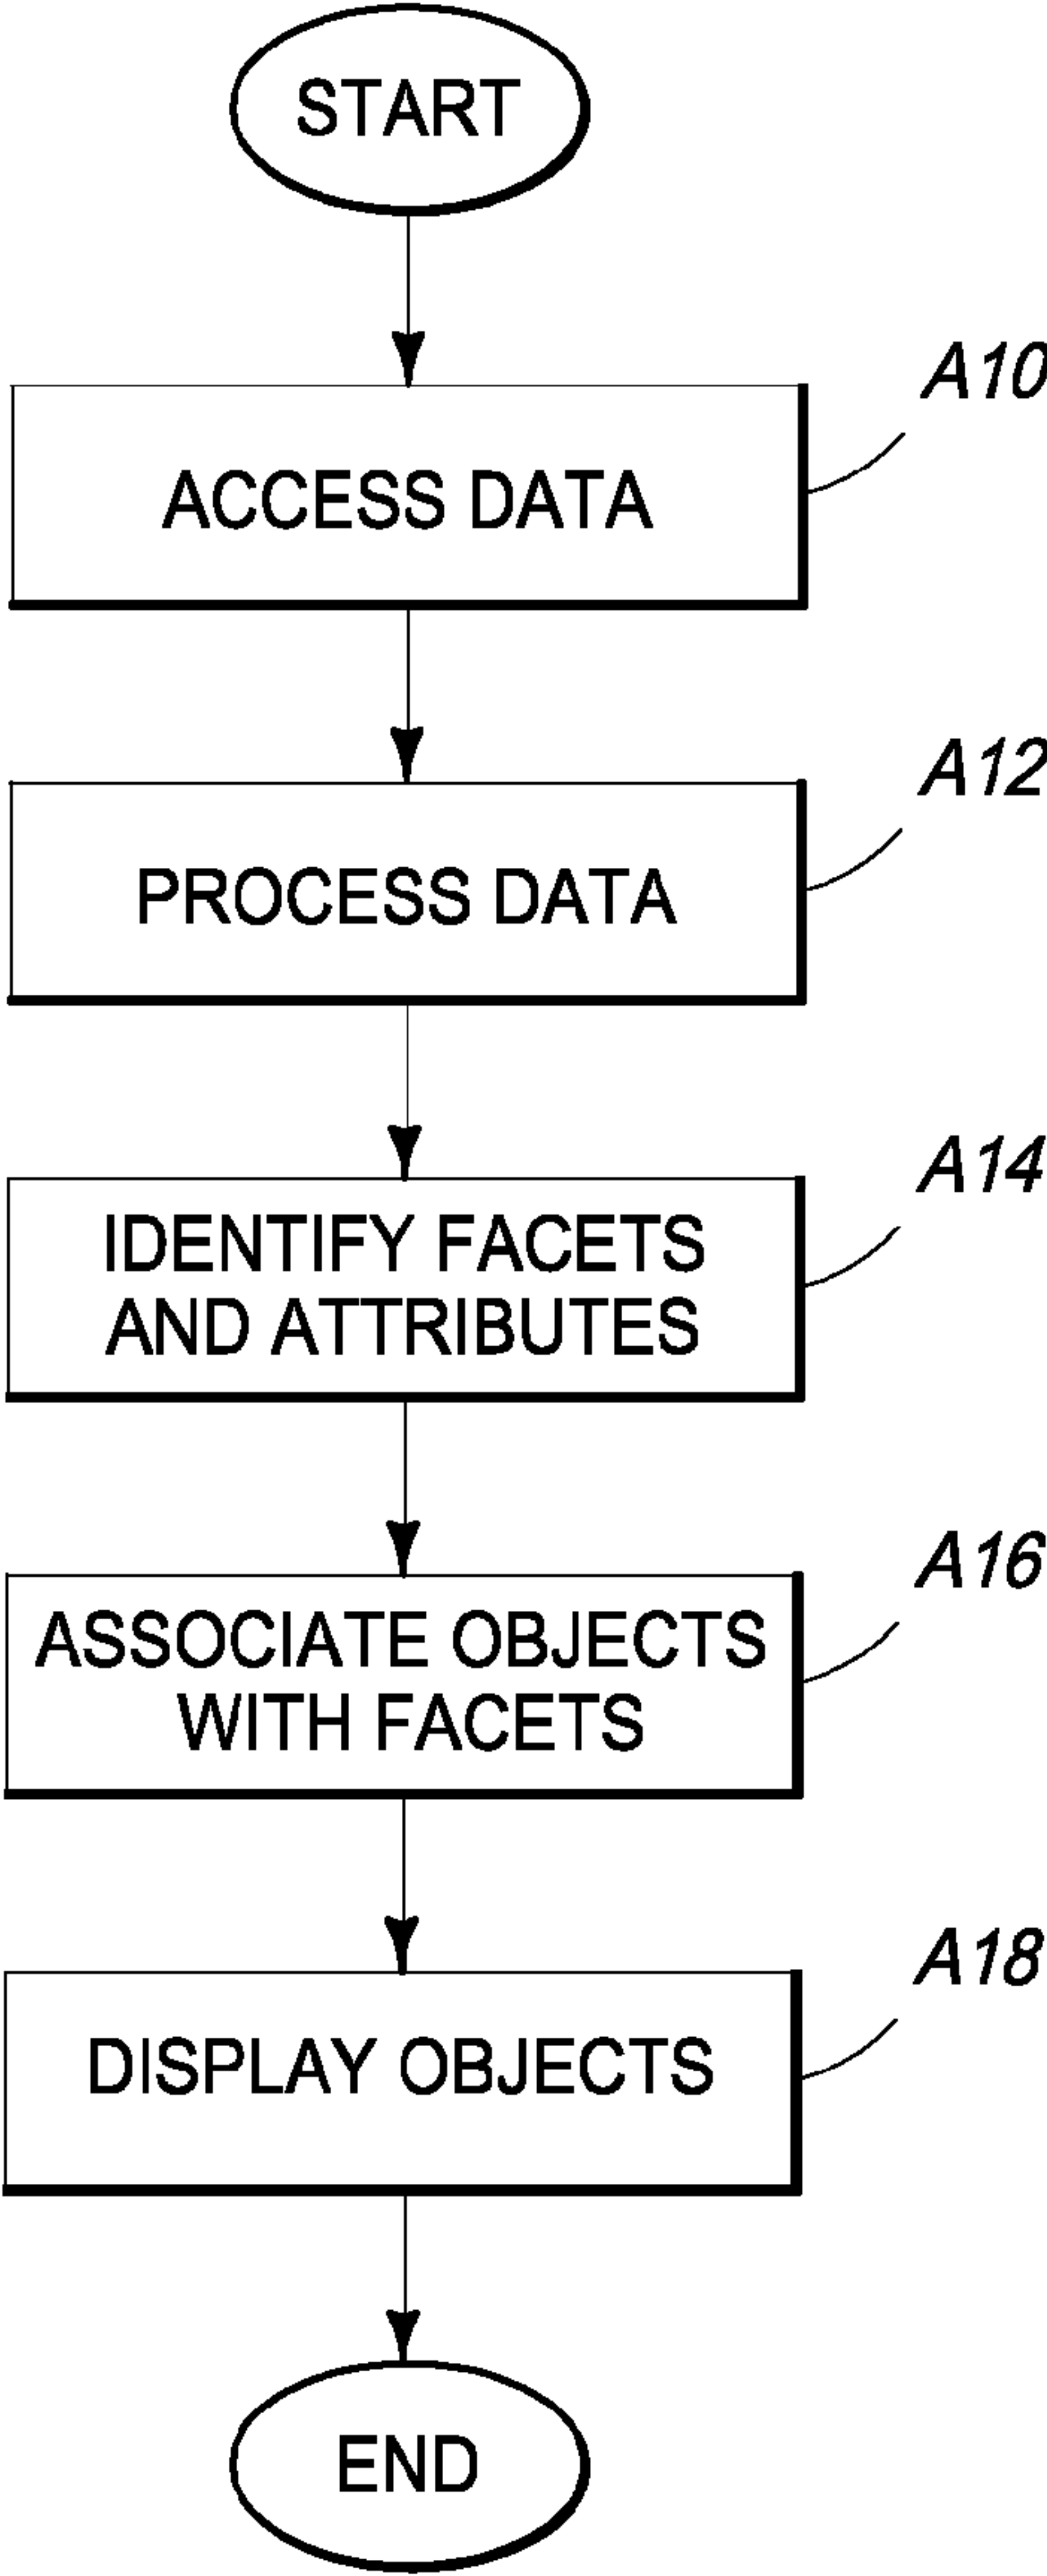 START
A10
ACCESS DATA
A12
PROCESS DATA
A14
IDENTIFY FACETS
AND ATTRIBUTES
A16
ASSOCIATE OBJECTS
WITH FACETS
A18
DISPLAY OBJECTS
END